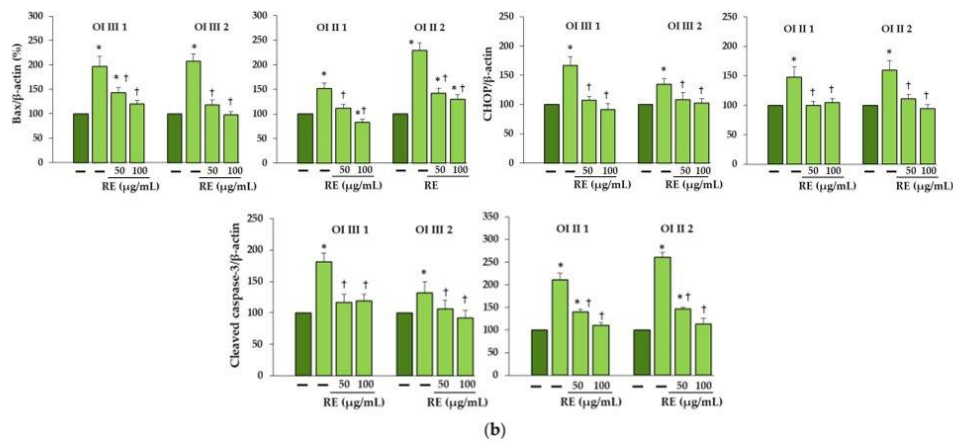 OI III 1 OI III 2
Bax/β-actin (%)
300
250
200
150
100
50
0
* * † † * † †
– – 50 100 – – 50 100
RE (µg/mL) RE (µg/mL)
OI II 1 OI II 2
300
250
200
150
100
50
0
* † * † * * † * †
– – 50 100 – – 50 100
RE (µg/mL) RE
OI III 1 OI III 2
CHOP/β-actin
200
150
100
50
0
* † † * † †
– – 50 100 – – 50 100
RE (µg/mL) RE (µg/mL)
OI II 1 OI II 2
250
200
150
100
50
0
* † † * † †
– – 50 100 – – 50 100
RE (µg/mL) RE (µg/mL)
OI III 1 OI III 2
Cleaved caspase-3/β-actin
250
200
150
100
50
0
* † † * † †
– – 50 100 – – 50 100
RE (µg/mL) RE (µg/mL)
OI II 1 OI II 2
350
300
250
200
150
100
50
0
* * † † * * † †
– – 50 100 – – 50 100
RE (µg/mL) RE (µg/mL)
(b)